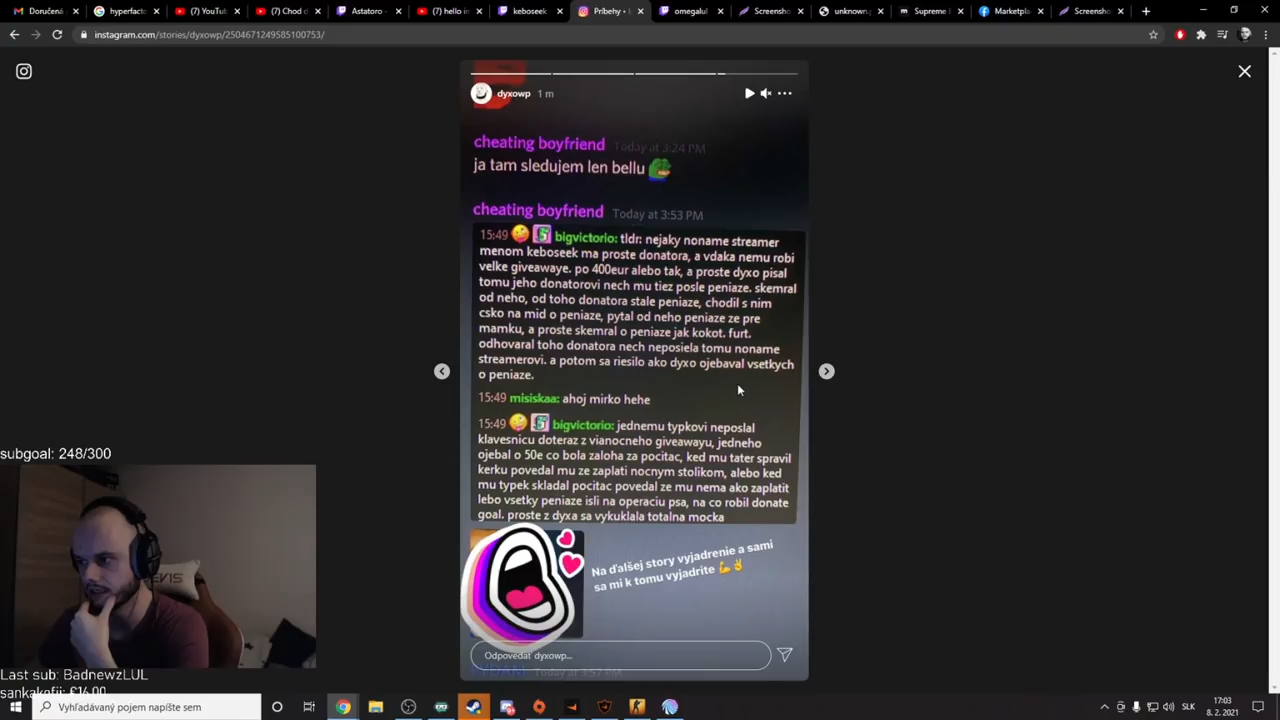 Doručená
hyperfacto
(7) YouTu
(7) Chod
Astatoro -
(7) hello in
keboseek
Príbehy •
omegalul
Screensho
unknown.
Supreme
Marketpla
Screensho
instagram.com/stories/dyxowp/2504671249585100753/
dyxowp 1 m
cheating boyfriend Today at 3:24 PM
ja tam sledujem len bellu
cheating boyfriend Today at 3:53 PM
15:49 bigvictorio: tldr: nejaky noname streamer
menom keboseek ma proste donatora, a vdaka nemu robi
velke giveawaye. po 400eur alebo tak, a proste dyxo pisal
tomu jeho donatorovi nech mu tiez posle peniaze. skemral
od neho, od toho donatora stale peniaze, chodil s nim
csko na mid o peniaze, pytal od neho peniaze ze pre
mamku, a proste skemral o peniaze jak kokot. furt.
odhovaral toho donatora nech neposiela tomu noname
streamerovi. a potom sa riesilo ako dyxo ojebaval vsetkych
o peniaze.
15:49 misiskaa: ahoj mirko hehe
15:49 bigvictorio: jednemu typkovi neposlal
klavesnicu doteraz z vianocneho giveawayu, jedneho
ojebal o 50e co bola zaloha za pocitac, ked mu tater spravil
kerku povedal mu ze zaplati nocnym stolikom, alebo ked
mu typek skladal pocitac povedal ze mu nema ako zaplatit
lebo vsetky peniaze isli na operaciu psa, na co robil donate
goal. proste z dyxa sa vykuklala totalna mocka
Na ďalšej story vyjadrenie a sami
sa mi k tomu vyjadrite
Odpovedať dyxowp...
Today at 3:57 PM
subgoal: 248/300
Last sub: BadnewzLUL
sankakofii: €16.00
Vyhľadávaný pojem napíšte sem
SLK
17:03
8. 2. 2021